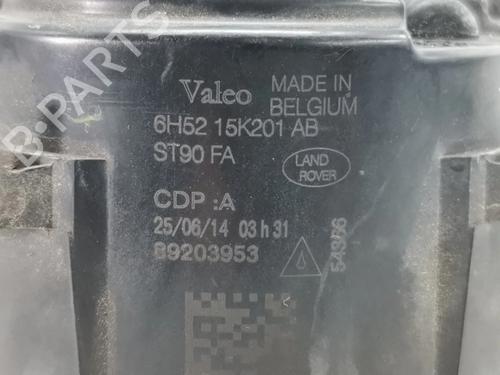 Valeo MADE IN BELGIUM
6H52 15K201 AB
ST90 FA
LAND ROVER
CDP :A
25/06/14 03 h 31
89203953
54366
B-PARTS